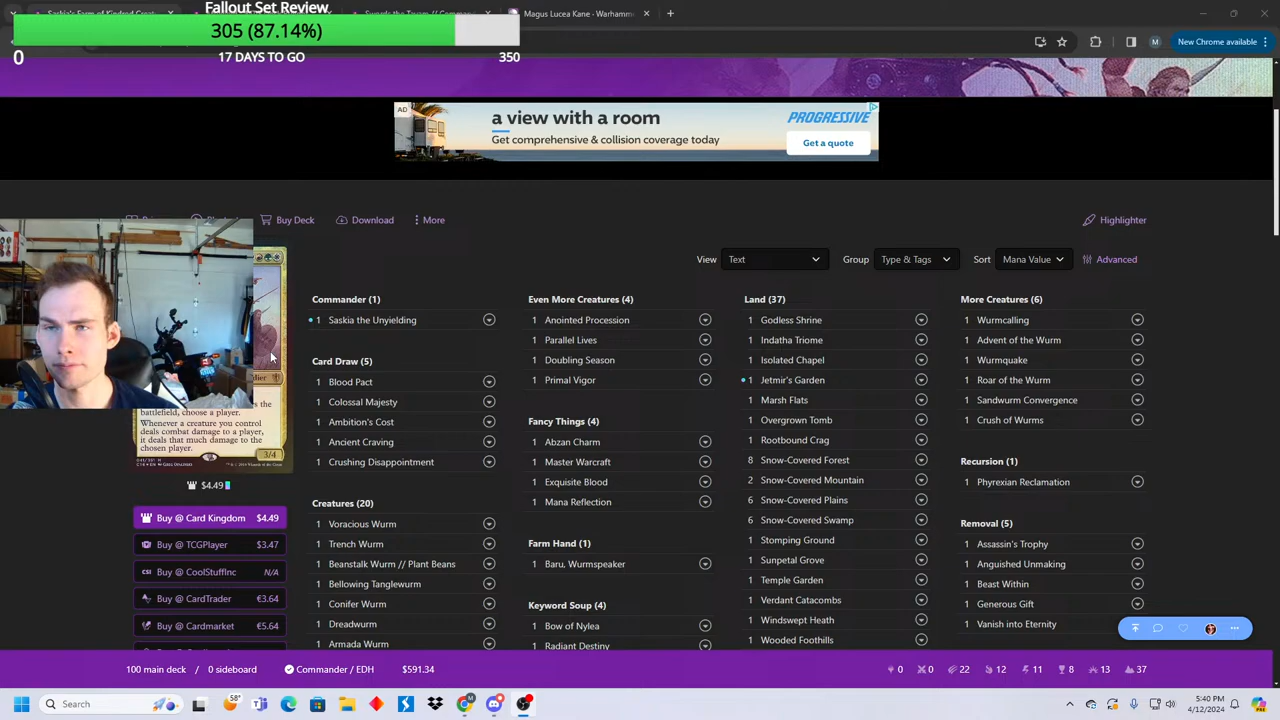 Fallout Set Review
Magus Lucea Kane - Warhamm
305 (87.14%)
0 17 DAYS TO GO 350
New Chrome available
AD
a view with a room
Get comprehensive & collision coverage today
PROGRESSIVE
Get a quote
Buy Deck Download More
Highlighter
View Text Group Type & Tags Sort Mana Value Advanced
Commander (1)
1 Saskia the Unyielding
Card Draw (5)
1 Blood Pact
1 Colossal Majesty
1 Ambition's Cost
1 Ancient Craving
1 Crushing Disappointment
Creatures (20)
1 Voracious Wurm
1 Trench Wurm
1 Beanstalk Wurm // Plant Beans
1 Bellowing Tanglewurm
1 Conifer Wurm
1 Dreadwurm
1 Armada Wurm
Even More Creatures (4)
1 Anointed Procession
1 Parallel Lives
1 Doubling Season
1 Primal Vigor
Fancy Things (4)
1 Abzan Charm
1 Master Warcraft
1 Exquisite Blood
1 Mana Reflection
Farm Hand (1)
1 Baru, Wurmspeaker
Keyword Soup (4)
1 Bow of Nylea
1 Radiant Destiny
Land (37)
1 Godless Shrine
1 Indatha Triome
1 Isolated Chapel
1 Jetmir's Garden
1 Marsh Flats
1 Overgrown Tomb
1 Rootbound Crag
8 Snow-Covered Forest
2 Snow-Covered Mountain
6 Snow-Covered Plains
6 Snow-Covered Swamp
1 Stomping Ground
1 Sunpetal Grove
1 Temple Garden
1 Verdant Catacombs
1 Windswept Heath
1 Wooded Foothills
More Creatures (6)
1 Wurmcalling
1 Advent of the Wurm
1 Wurmquake
1 Roar of the Wurm
1 Sandwurm Convergence
1 Crush of Wurms
Recursion (1)
1 Phyrexian Reclamation
Removal (5)
1 Assassin's Trophy
1 Anguished Unmaking
1 Beast Within
1 Generous Gift
1 Vanish into Eternity
battlefield, choose a player.
Whenever a creature you control
deals combat damage to a player,
it deals that much damage to the
chosen player.
3/4
$4.49
Buy @ Card Kingdom $4.49
Buy @ TCGPlayer $3.47
CSI Buy @ CoolStuffInc N/A
Buy @ CardTrader €3.64
Buy @ Cardmarket €5.64
100 main deck / 0 sideboard Commander / EDH $591.34
0 0 22 12 11 8 13 37
Search
58°
4/12/2024